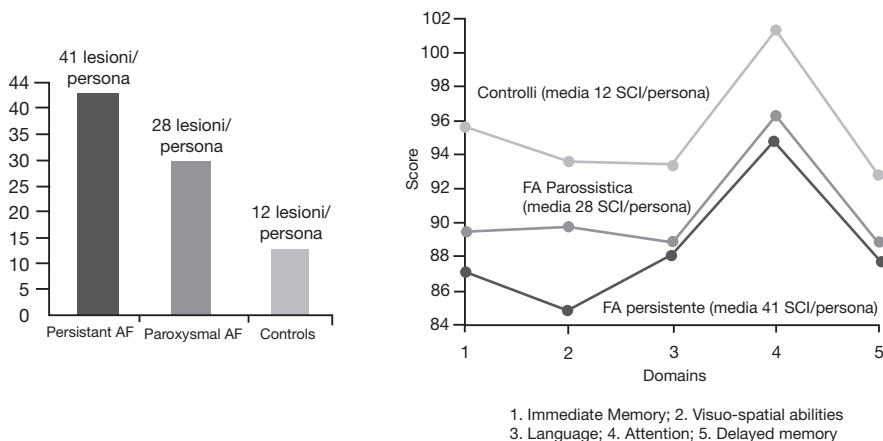 41 lesioni/
persona
28 lesioni/
persona
12 lesioni/
persona
44
40
35
30
25
20
15
10
5
0
Persistant AF
Paroxysmal AF
Controls
102
100
98
96
94
92
90
88
86
84
Score
Controlli (media 12 SCI/persona)
FA Parossistica
(media 28 SCI/persona)
FA persistente (media 41 SCI/persona)
1
2
3
4
5
Domains
1. Immediate Memory; 2. Visuo-spatial abilities
3. Language; 4. Attention; 5. Delayed memory